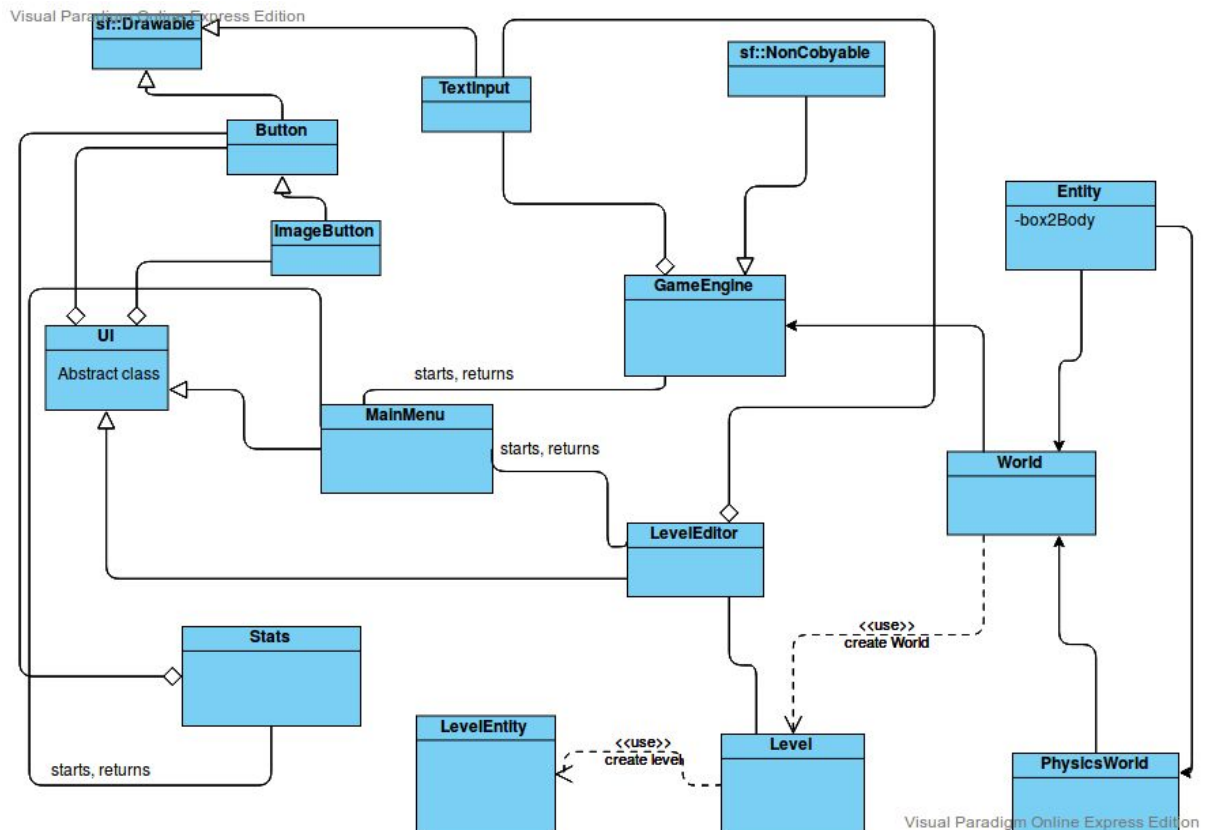 Visual Paradigm Online Express Edition
sf::Drawable
sf::NonCobyable
TextInput
Button
Entity
-box2Body
ImageButton
GameEngine
UI
Abstract class
starts, returns
MainMenu
starts, returns
World
LevelEditor
<<use>>
create World
Stats
LevelEntity
<<use>>
create level
Level
PhysicsWorld
starts, returns
Visual Paradigm Online Express Edition